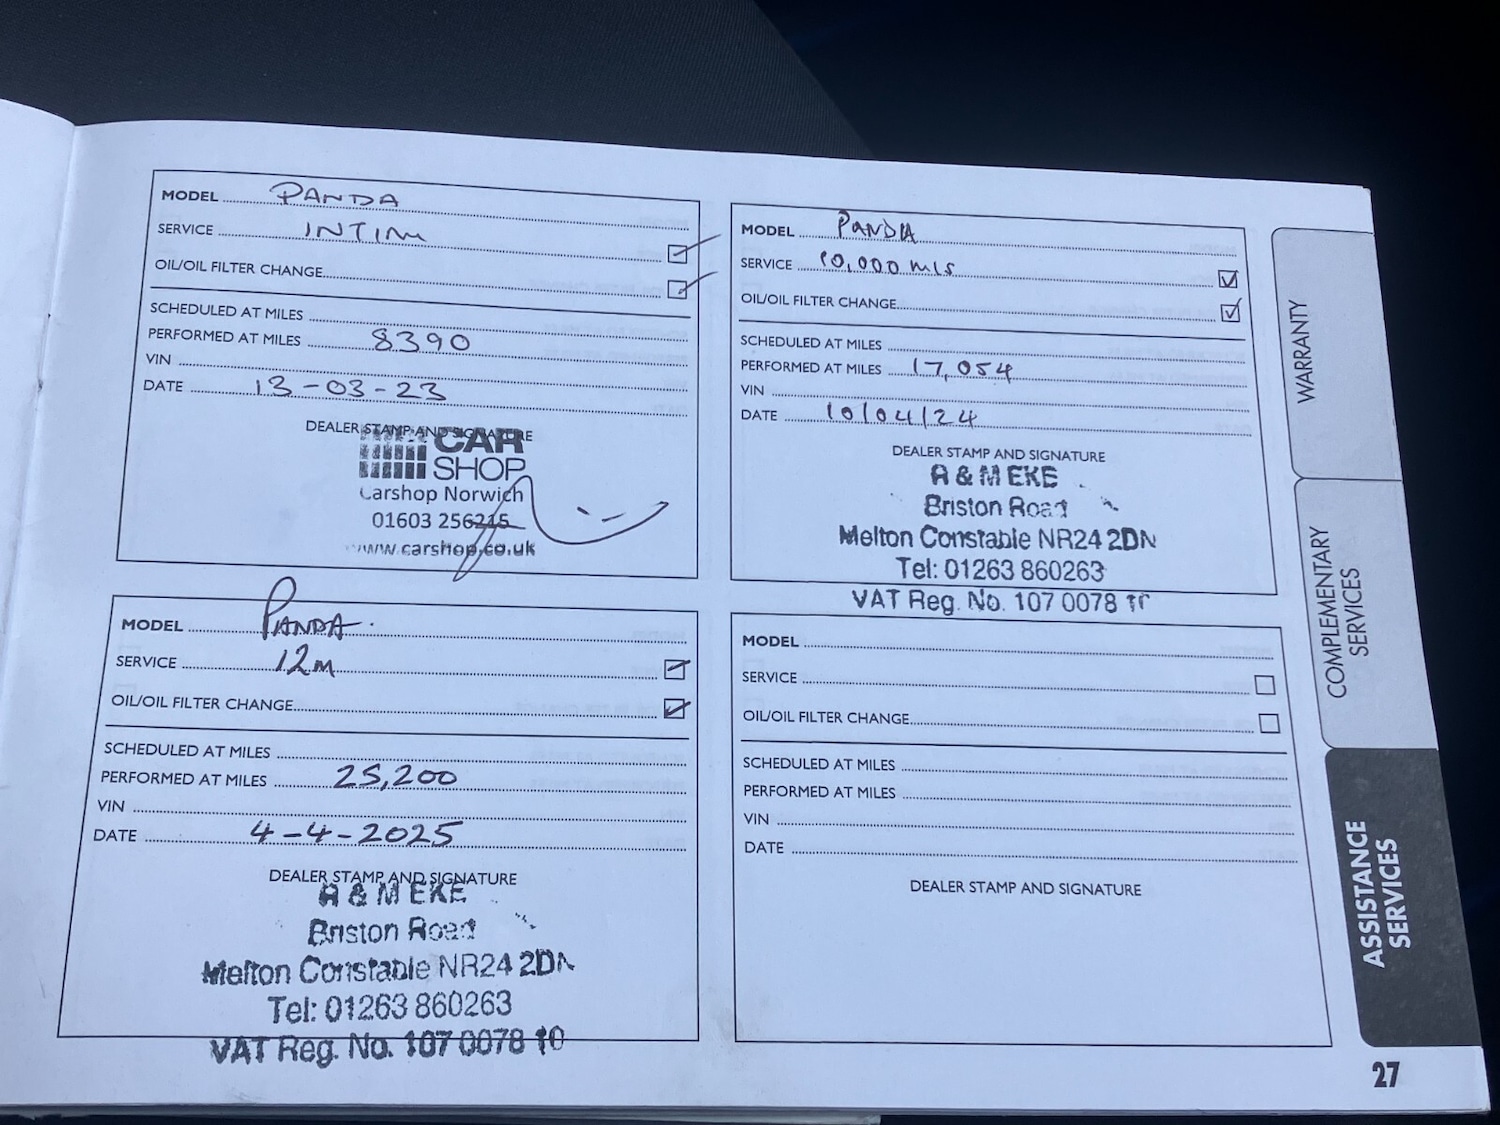 MODEL PANDA
SERVICE INTIM
OIL/OIL FILTER CHANGE
SCHEDULED AT MILES
PERFORMED AT MILES 8390
VIN
DATE 13-03-23
DEALER STAMP AND SIGNATURE
CAR
SHOP
Carshop Norwich
01603 256215
www.carshop.co.uk
MODEL PANDA
SERVICE 10,000 mls
OIL/OIL FILTER CHANGE
SCHEDULED AT MILES
PERFORMED AT MILES 17,054
VIN
DATE 10/04/24
DEALER STAMP AND SIGNATURE
A & M EKE
Briston Road
Melton Constable NR24 2DN
Tel: 01263 860263
VAT Reg. No. 107 0078 10
MODEL PANDA.
SERVICE 12M
OIL/OIL FILTER CHANGE
SCHEDULED AT MILES
PERFORMED AT MILES 25,200
VIN
DATE 4-4-2025
DEALER STAMP AND SIGNATURE
A & M EKE
Briston Road
Melton Constable NR24 2DN
Tel: 01263 860263
VAT Reg. No. 107 0078 10
MODEL
SERVICE
OIL/OIL FILTER CHANGE
SCHEDULED AT MILES
PERFORMED AT MILES
VIN
DATE
DEALER STAMP AND SIGNATURE
WARRANTY
COMPLEMENTARY
SERVICES
ASSISTANCE
SERVICES
27